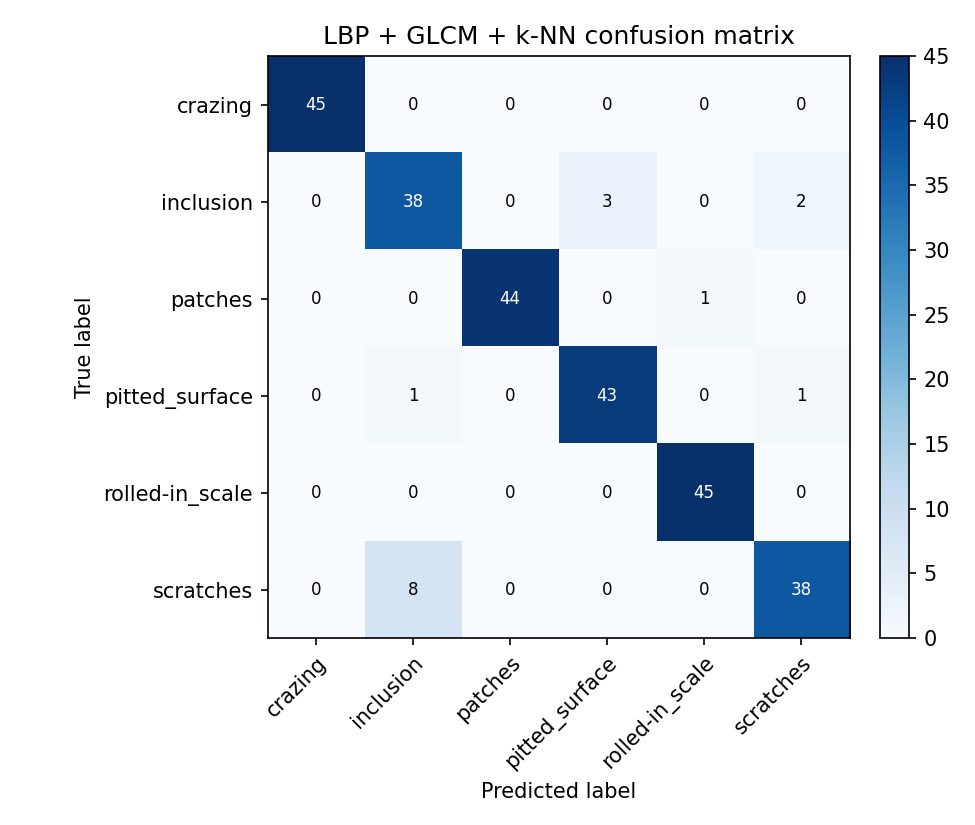 LBP + GLCM + k-NN confusion matrix
crazing 45 0 0 0 0 0
inclusion 0 38 0 3 0 2
patches 0 0 44 0 1 0
pitted_surface 0 1 0 43 0 1
rolled-in_scale 0 0 0 0 45 0
scratches 0 8 0 0 0 38
True label
crazing inclusion patches pitted_surface rolled-in_scale scratches
Predicted label
45
40
35
30
25
20
15
10
5
0